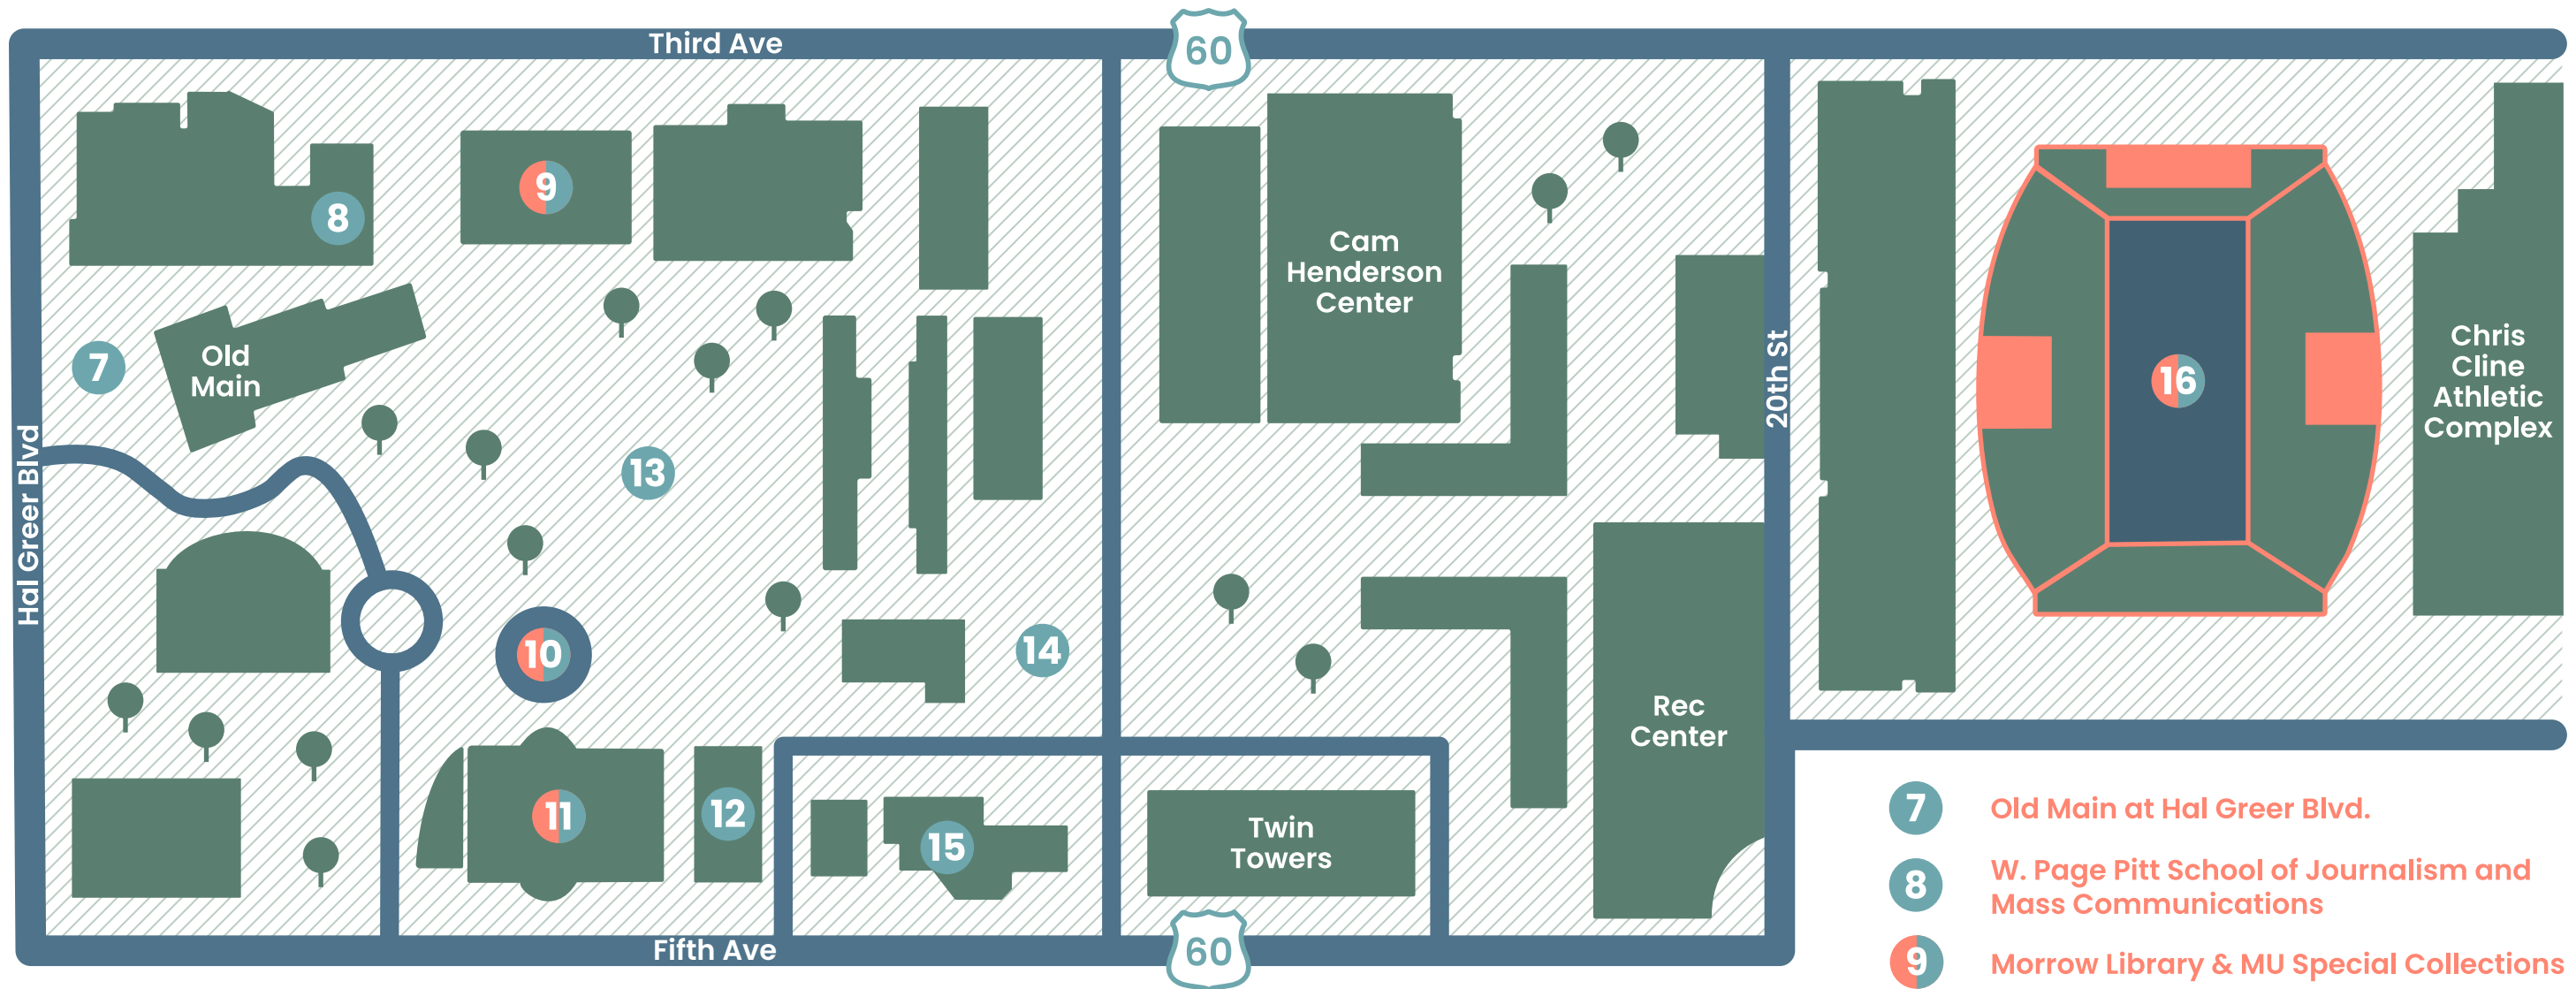 Third Ave
60
9
8
Cam
Henderson
Center
Old
Main
7
20th St
16
Chris
Cline
Athletic
Complex
Hal Greer Blvd
13
10
14
Rec
Center
11
12
15
Twin
Towers
Fifth Ave
60
7 Old Main at Hal Greer Blvd.
8 W. Page Pitt School of Journalism and
Mass Communications
9 Morrow Library & MU Special Collections